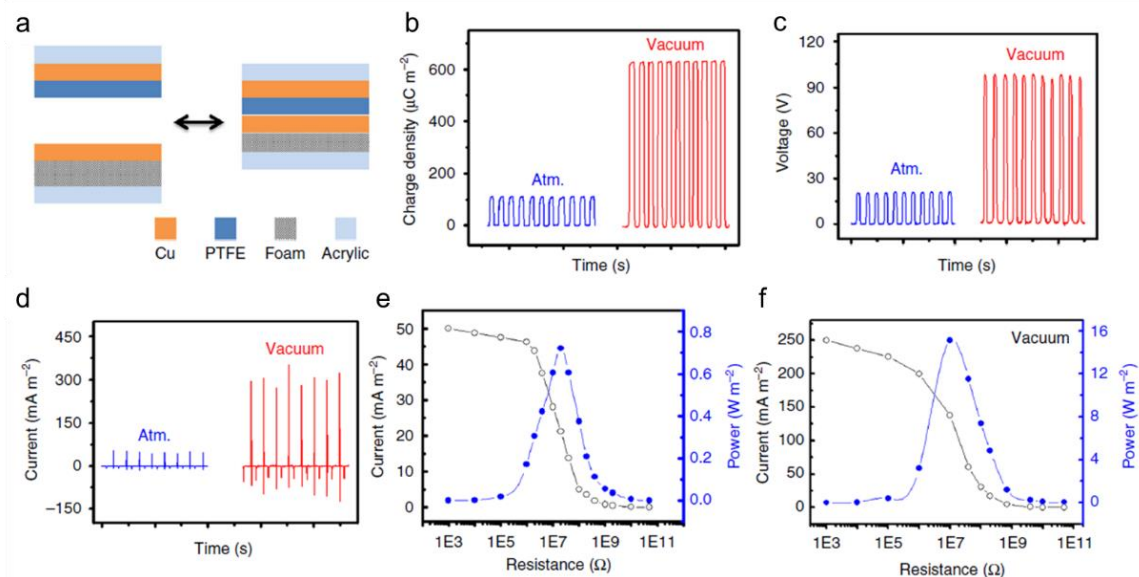 a
Cu PTFE Foam Acrylic
b
Charge density (μC m−2)
600
400
200
0
Atm.
Vacuum
Time (s)
c
Voltage (V)
120
90
60
30
0
Atm.
Vacuum
Time (s)
d
Current (mA m−2)
450
300
150
0
−150
Atm.
Vacuum
Time (s)
e
Current (mA m−2)
50
40
30
20
10
0
0.8
0.6
0.4
0.2
0.0
Power (W m−2)
1E3 1E5 1E7 1E9 1E11
Resistance (Ω)
f
Vacuum
Current (mA m−2)
250
200
150
100
50
0
16
12
8
4
0
Power (W m−2)
1E3 1E5 1E7 1E9 1E11
Resistance (Ω)